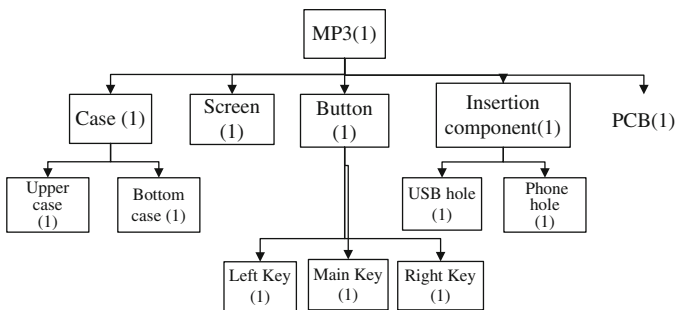 MP3(1)
Case (1)
Screen
(1)
Button
(1)
Insertion
component(1)
PCB(1)
Upper
case
(1)
Bottom
case (1)
USB hole
(1)
Phone
hole
(1)
Left Key
(1)
Main Key
(1)
Right Key
(1)